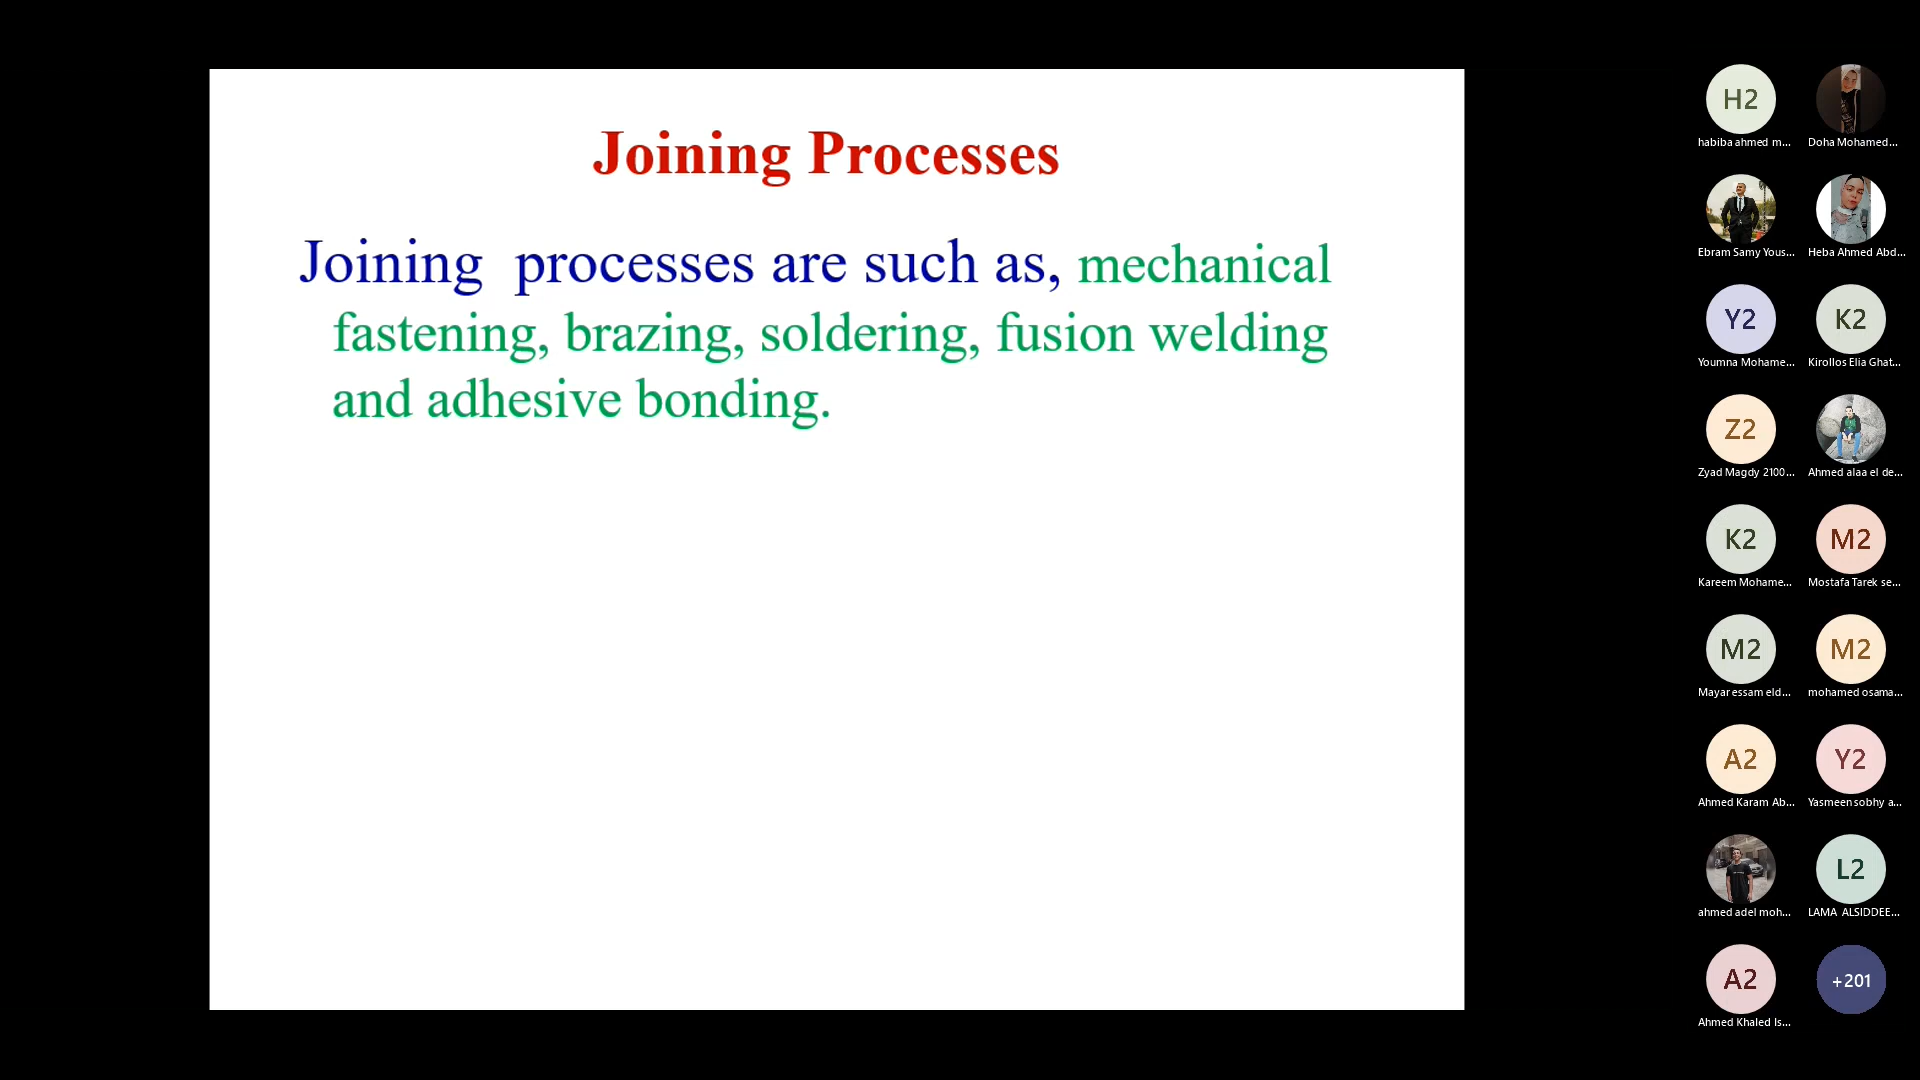 Joining Processes
Joining processes are such as, mechanical
fastening, brazing, soldering, fusion welding
and adhesive bonding.
H2
habiba ahmed m...
Doha Mohamed...
Ebram Samy Yous...
Heba Ahmed Abd...
Y2
Youmna Mohame...
K2
Kirollos Elia Ghat...
Z2
Zyad Magdy 2100...
Ahmed alaa el de...
K2
Kareem Mohame...
M2
Mostafa Tarek se...
M2
Mayar essam eld...
M2
mohamed osama...
A2
Ahmed Karam Ab...
Y2
Yasmeen sobhy a...
ahmed adel moh...
L2
LAMA ALSIDDEE...
A2
Ahmed Khaled Is...
+201